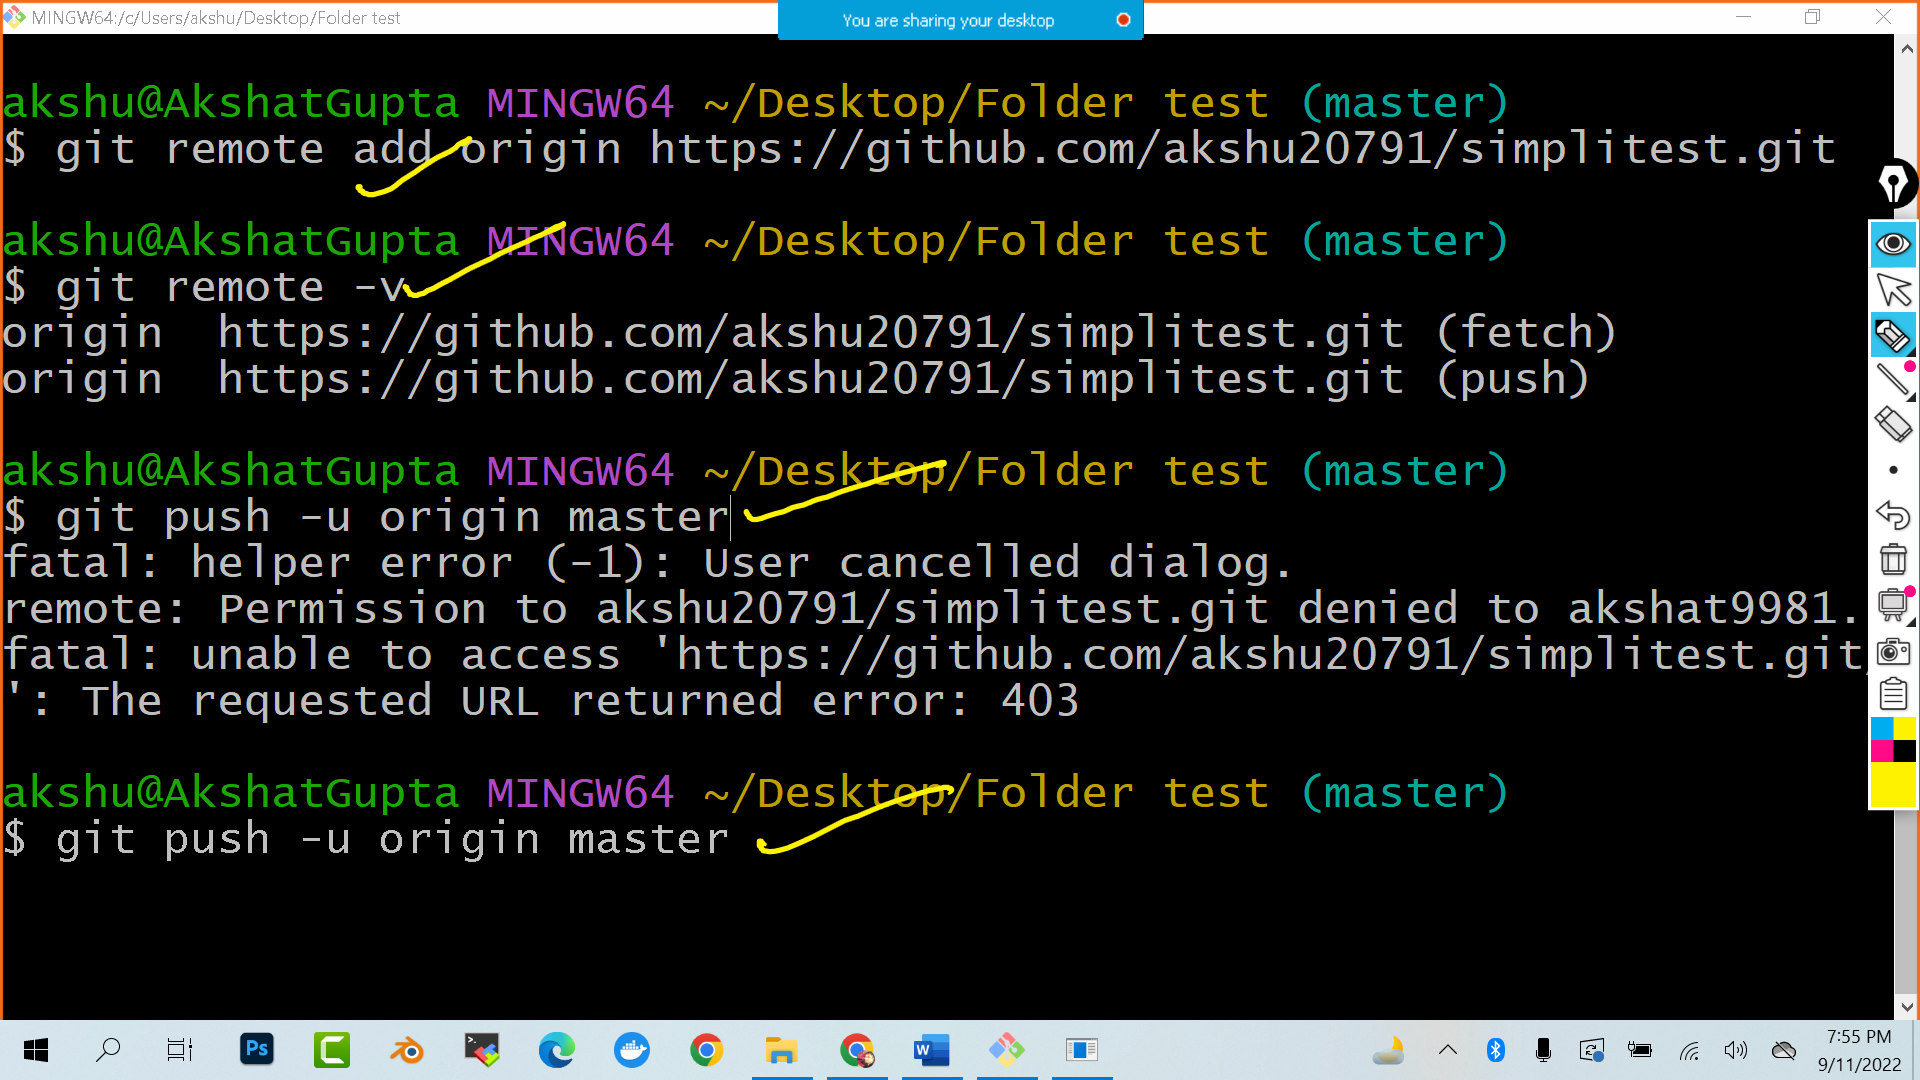 MINGW64:/c/Users/akshu/Desktop/Folder test
You are sharing your desktop
akshu@AkshatGupta MINGW64 ~/Desktop/Folder test (master)
$ git remote add origin https://github.com/akshu20791/simplitest.git
akshu@AkshatGupta MINGW64 ~/Desktop/Folder test (master)
$ git remote -v
origin  https://github.com/akshu20791/simplitest.git (fetch)
origin  https://github.com/akshu20791/simplitest.git (push)
akshu@AkshatGupta MINGW64 ~/Desktop/Folder test (master)
$ git push -u origin master
fatal: helper error (-1): User cancelled dialog.
remote: Permission to akshu20791/simplitest.git denied to akshat9981.
fatal: unable to access 'https://github.com/akshu20791/simplitest.git/
': The requested URL returned error: 403
akshu@AkshatGupta MINGW64 ~/Desktop/Folder test (master)
$ git push -u origin master
Ps
C
W
7:55 PM
9/11/2022